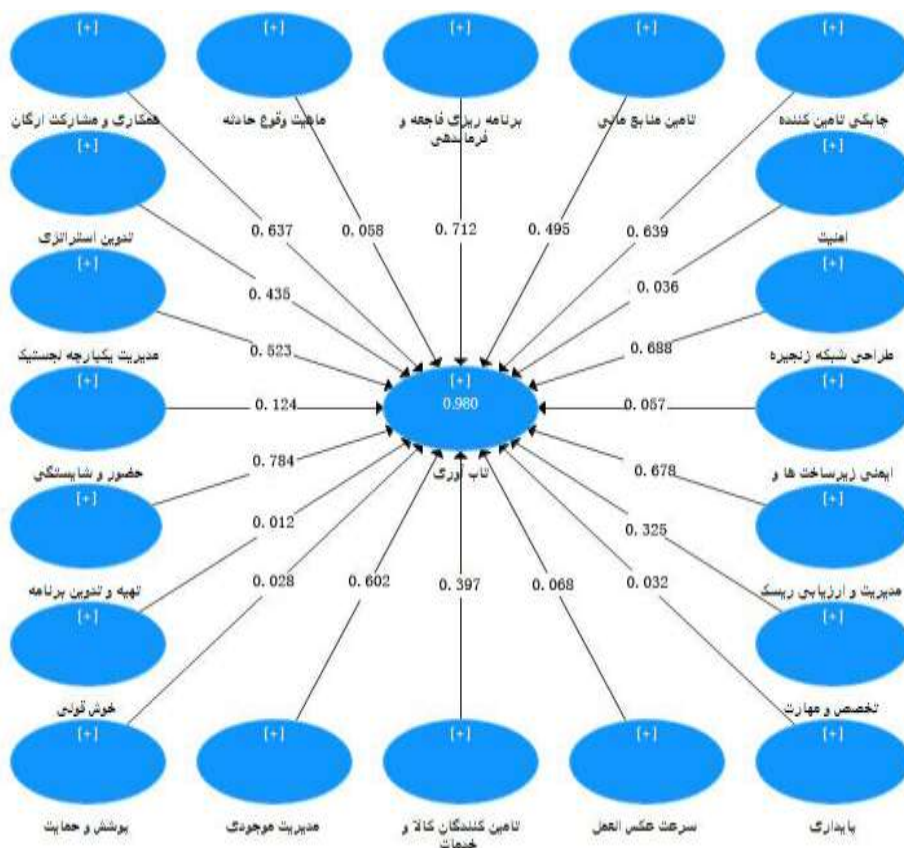 [+] [+] [+] [+] [+]
همکاری و مشارکت ارگان
ماهیت وقوع حادثه
برنامه ریزی فاجعه و
فرماندهی
تامین منابع مالی
چابکی تامین کننده
[+] [+]
تدوین استراتژی
0.637 0.058 0.712 0.495 0.639
امنیت
[+] [+]
0.435 0.036
مدیریت یکپارچه لجستیک
0.523 0.688
طراحی شبکه زنجیره
[+] [+] [+]
0.980
0.124 0.057
حضور و شایستگی
تاب آوری
ایمنی زیرساخت ها و
0.784 0.678
[+] [+]
0.012 0.325
تهیه و تدوین برنامه
0.028 0.602 0.397 0.068 0.032
مدیریت و ارزیابی ریسک
[+] [+]
خوش قولی
تخصص و مهارت
[+] [+] [+] [+] [+]
پوشش و حمایت
مدیریت موجودی
تامین کنندگان کالا و
خدمات
سرعت عکس العمل
پایداری